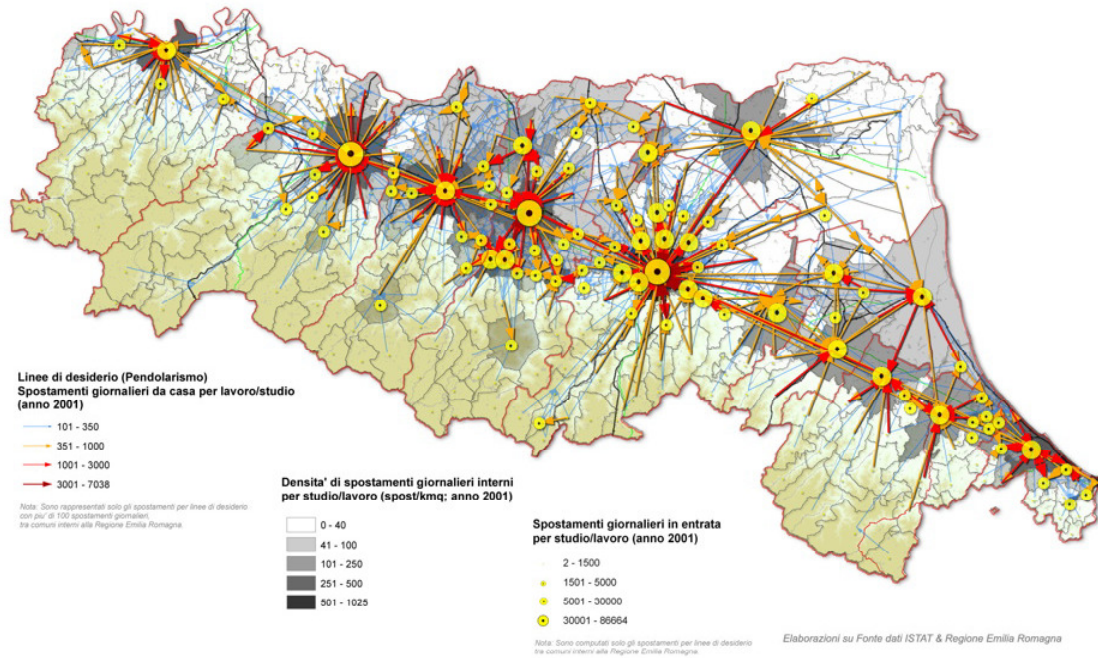 Linee di desiderio (Pendolarismo)
Spostamenti giornalieri da casa per lavoro/studio
(anno 2001)
101 - 350
351 - 1000
1001 - 3000
3001 - 7038
Nota: Sono rappresentati solo gli spostamenti per linee di desiderio
con piu' di 100 spostamenti giornalieri,
tra comuni interni alla Regione Emilia Romagna.
Densita' di spostamenti giornalieri interni
per studio/lavoro (spost/kmq; anno 2001)
0 - 40
41 - 100
101 - 250
251 - 500
501 - 1025
Spostamenti giornalieri in entrata
per studio/lavoro (anno 2001)
2 - 1500
1501 - 5000
5001 - 30000
30001 - 86664
Nota: Sono computati solo gli spostamenti per linee di desiderio
tra comuni interni alla Regione Emilia Romagna
Elaborazioni su Fonte dati ISTAT & Regione Emilia Romagna